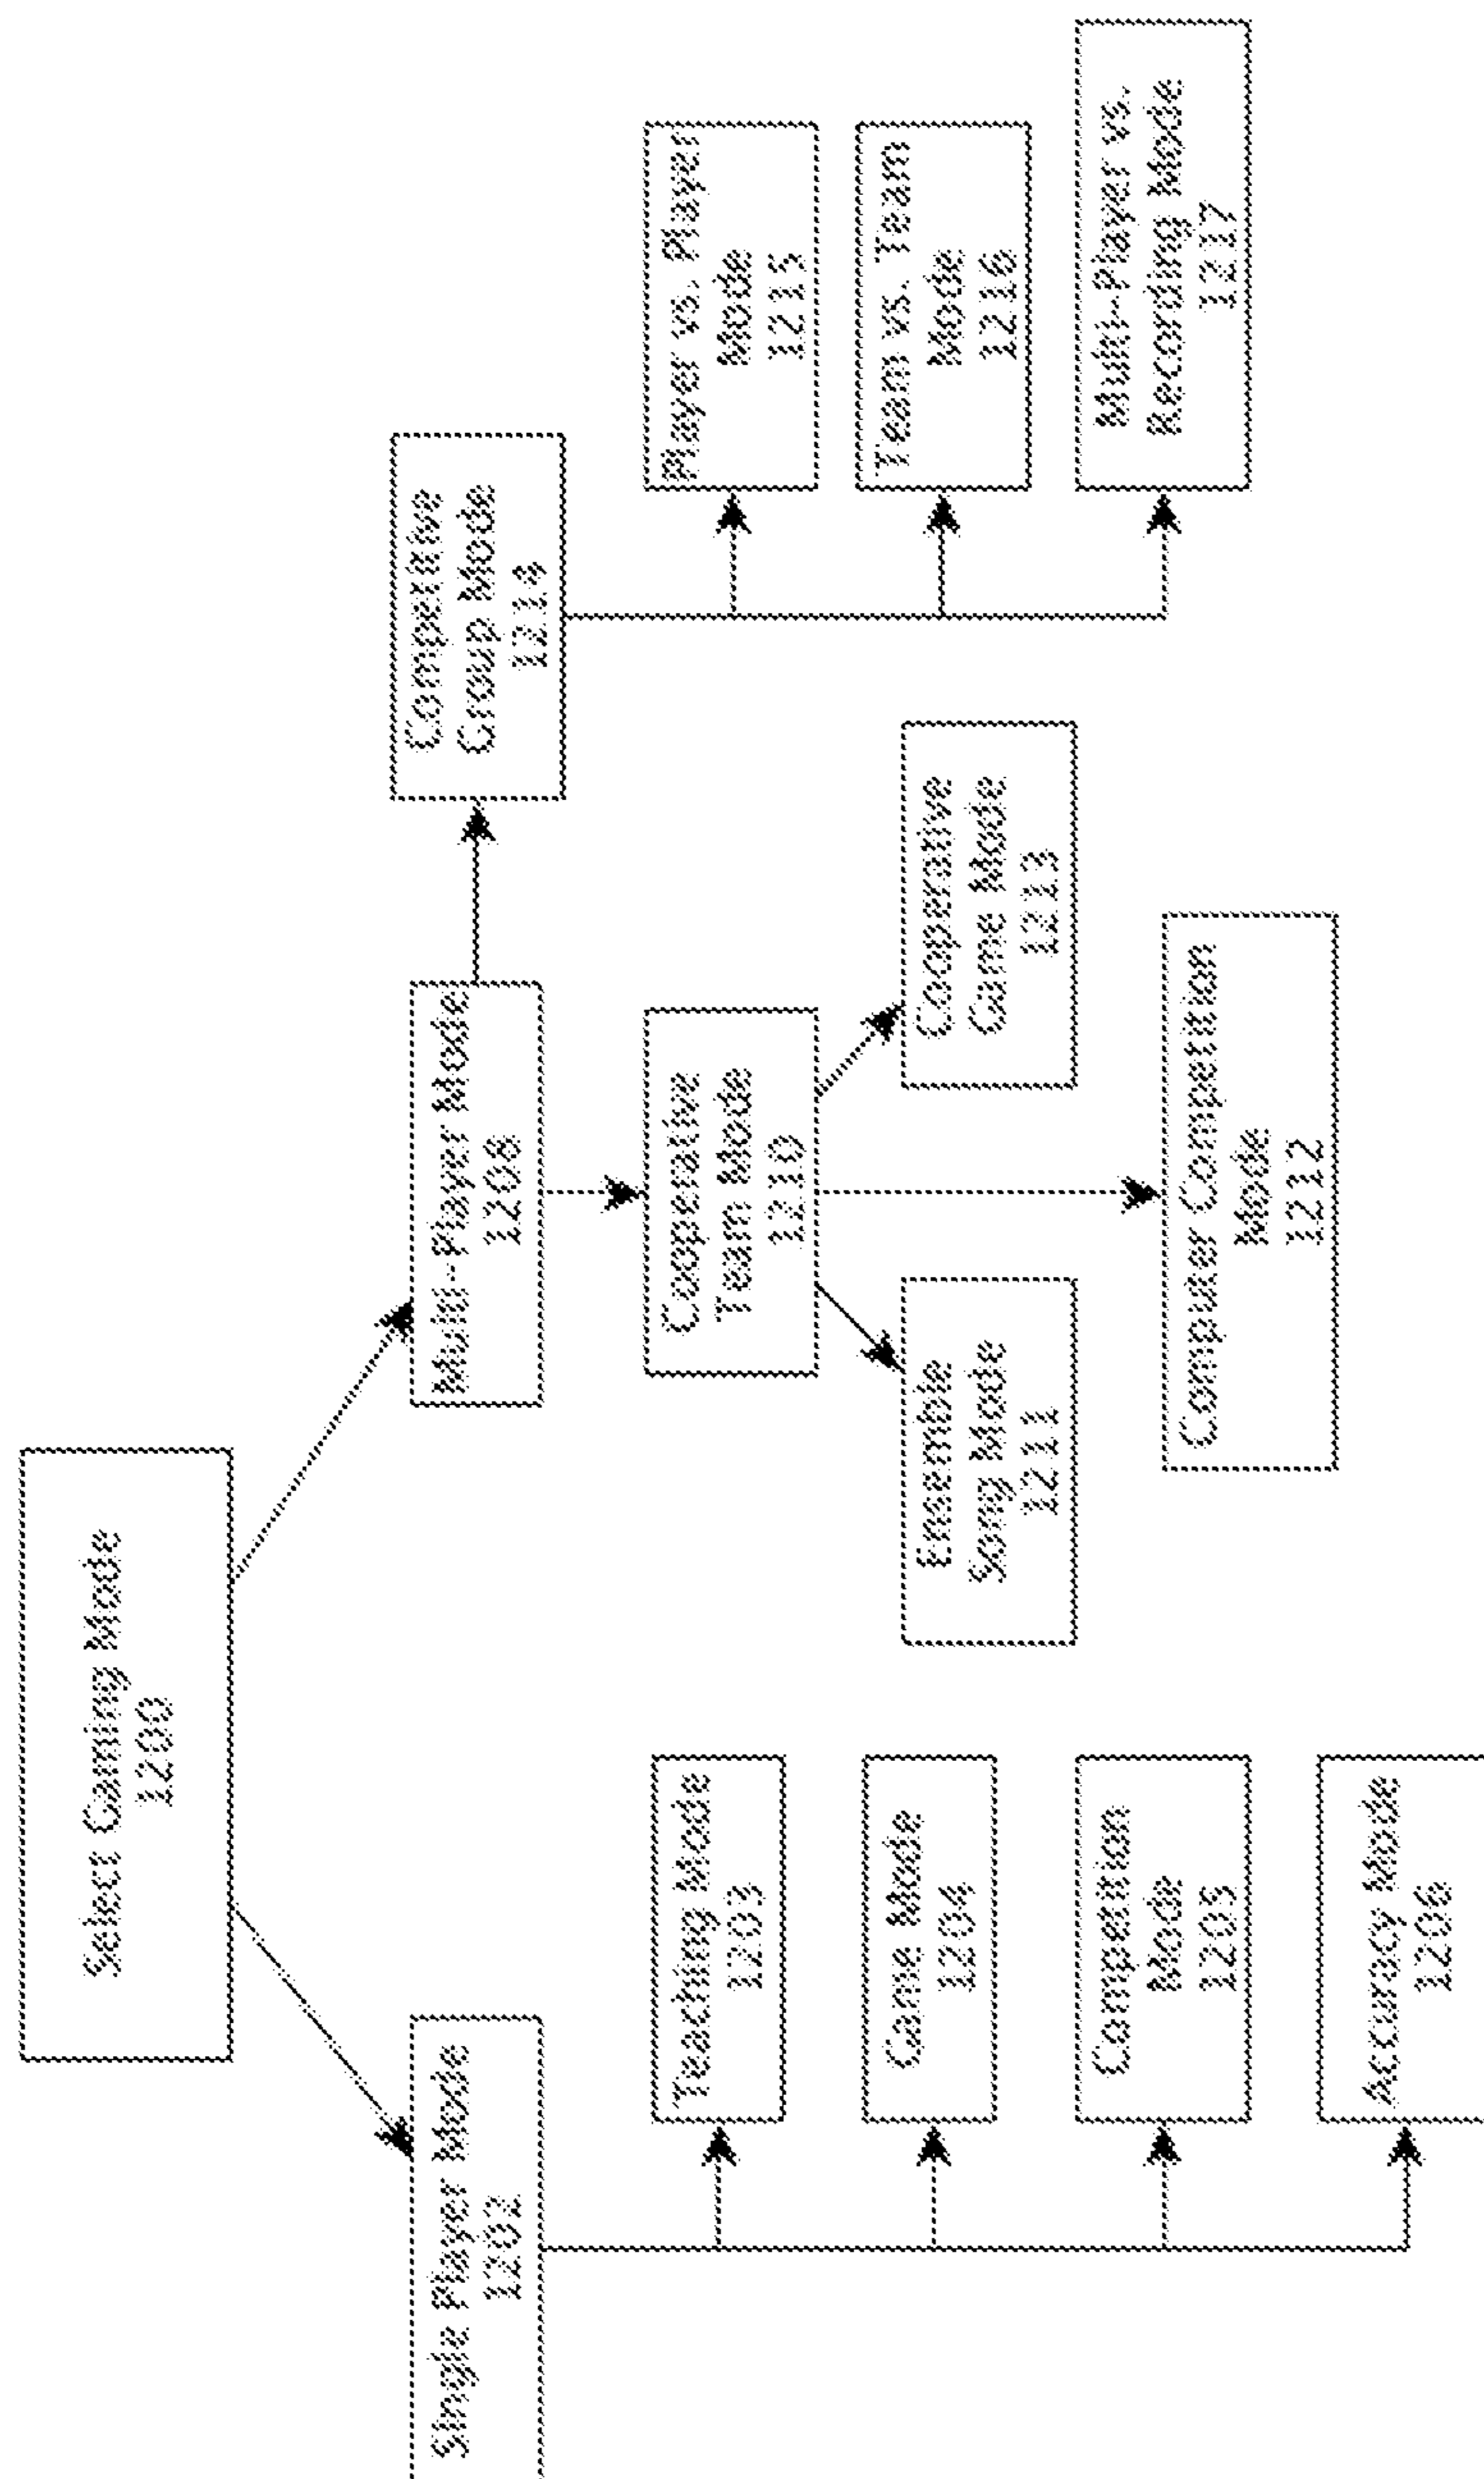 Select Gaming Mode
1200
Single Player Mode
1202
Multi-Player Mode
1208
Competitive
Group Mode
1214
Teaching Mode
1203
Game Mode
1204
Competition
Mode
1205
Accuracy Mode
1206
Cooperative
Team Mode
1210
Ensemble
Song Mode
1211
Computer Competition
Mode
1212
Cooperative
Game Mode
1213
Player vs. Player
Mode
1215
Team vs. Team
Mode
1216
Multi-Player vs.
Recording Mode
1217